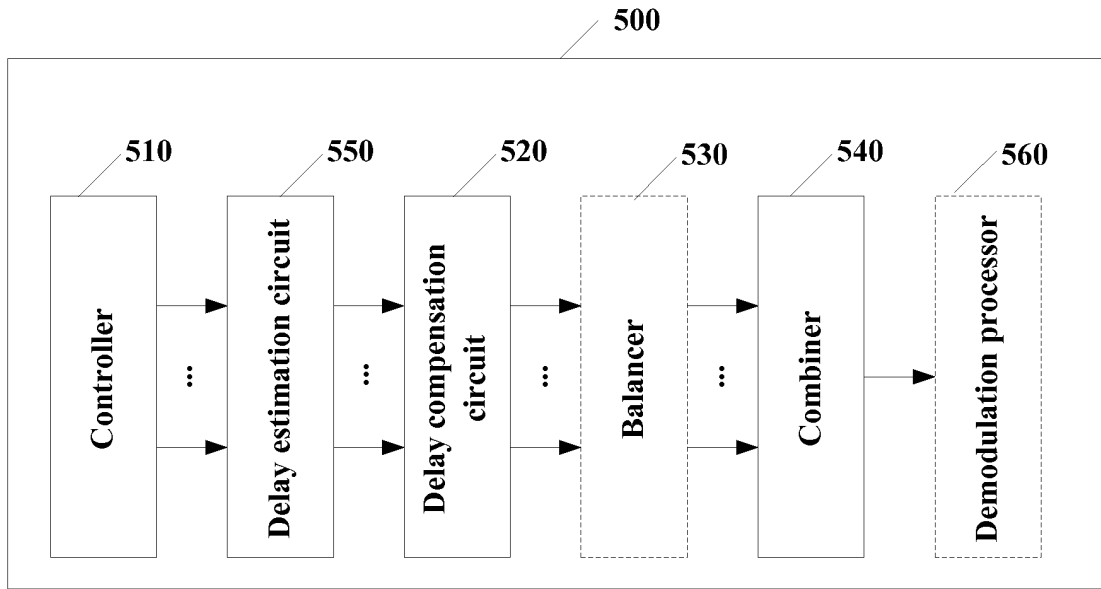 500
510
550
520
530
540
560
Controller
...
Delay estimation circuit
...
Delay compensation
circuit
...
Balancer
...
Combiner
Demodulation processor